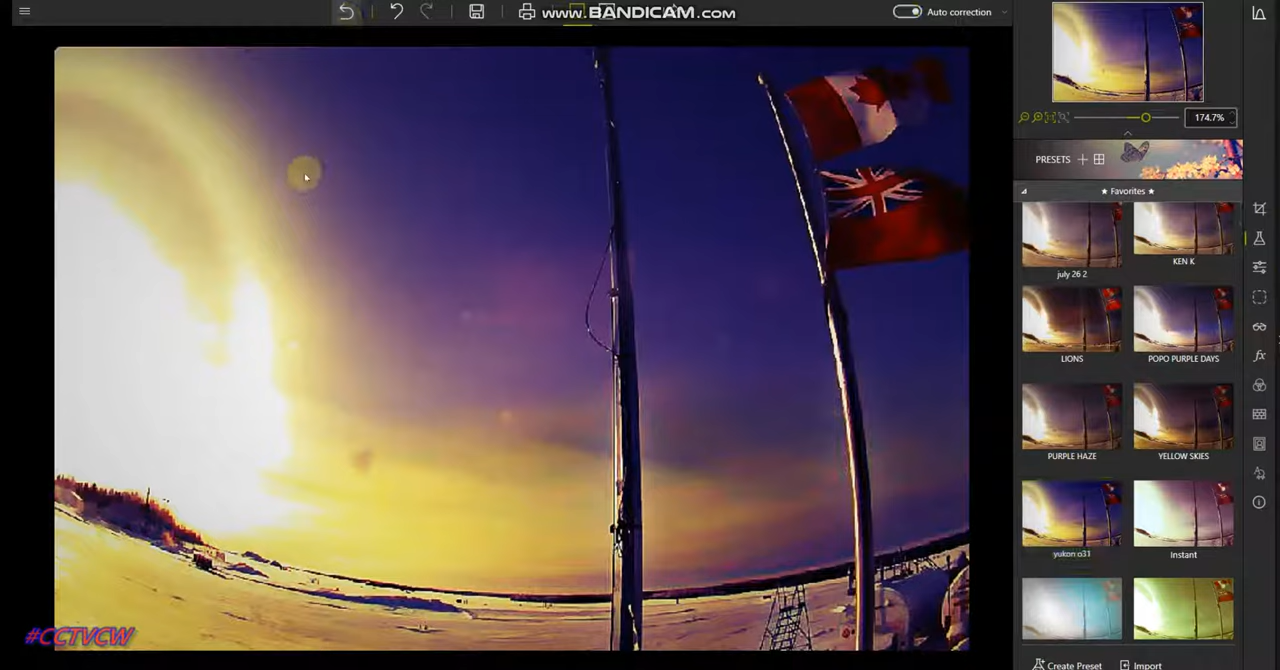 www.BANDICAM.com
Auto correction
174.7%
PRESETS
★ Favorites ★
july 26 2
KEN K
LIONS
POPO PURPLE DAYS
PURPLE HAZE
YELLOW SKIES
yukon o31
Instant
fx
#CCTVCW
Create Preset
Import